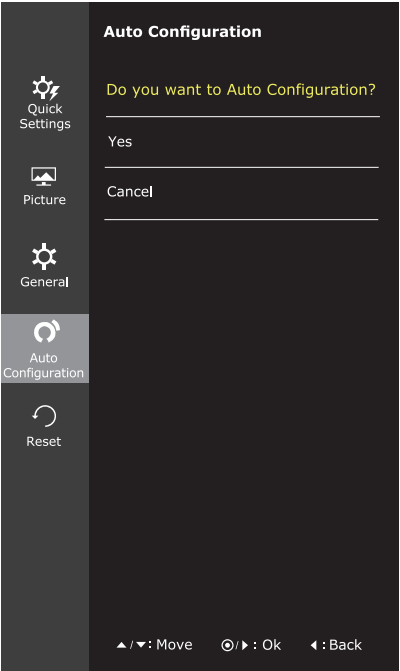 Auto Configuration
Do you want to Auto Configuration?
Yes
Cancel
Quick
Settings
Picture
General
Auto
Configuration
Reset
▲/▼: Move ⊙/▶: Ok ◀: Back